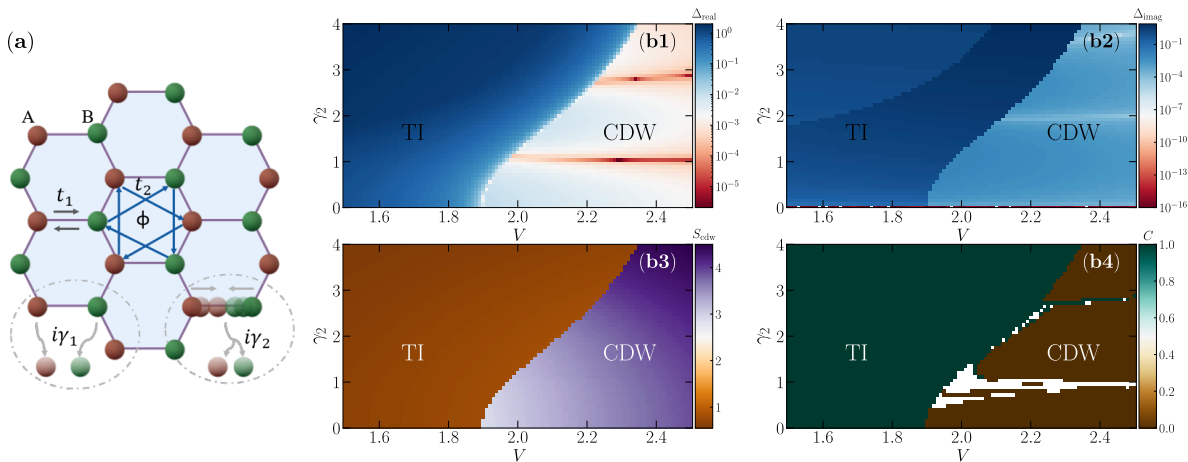 (a)
A
B
t₁
t₂
ϕ
iγ₁
iγ₂
Δ_real
(b1)
TI
CDW
γ₂
4
3
2
1
0
1.6
1.8
2.0
2.2
2.4
V
10⁰
10⁻¹
10⁻²
10⁻³
10⁻⁴
10⁻⁵
Δ_imag
(b2)
TI
CDW
γ₂
4
3
2
1
0
1.6
1.8
2.0
2.2
2.4
V
10⁻¹
10⁻⁴
10⁻⁷
10⁻¹⁰
10⁻¹³
10⁻¹⁶
S_cdw
(b3)
TI
CDW
γ₂
4
3
2
1
0
1.6
1.8
2.0
2.2
2.4
V
4
3
2
1
C
(b4)
TI
CDW
γ₂
4
3
2
1
0
1.6
1.8
2.0
2.2
2.4
V
1.0
0.8
0.6
0.4
0.2
0.0